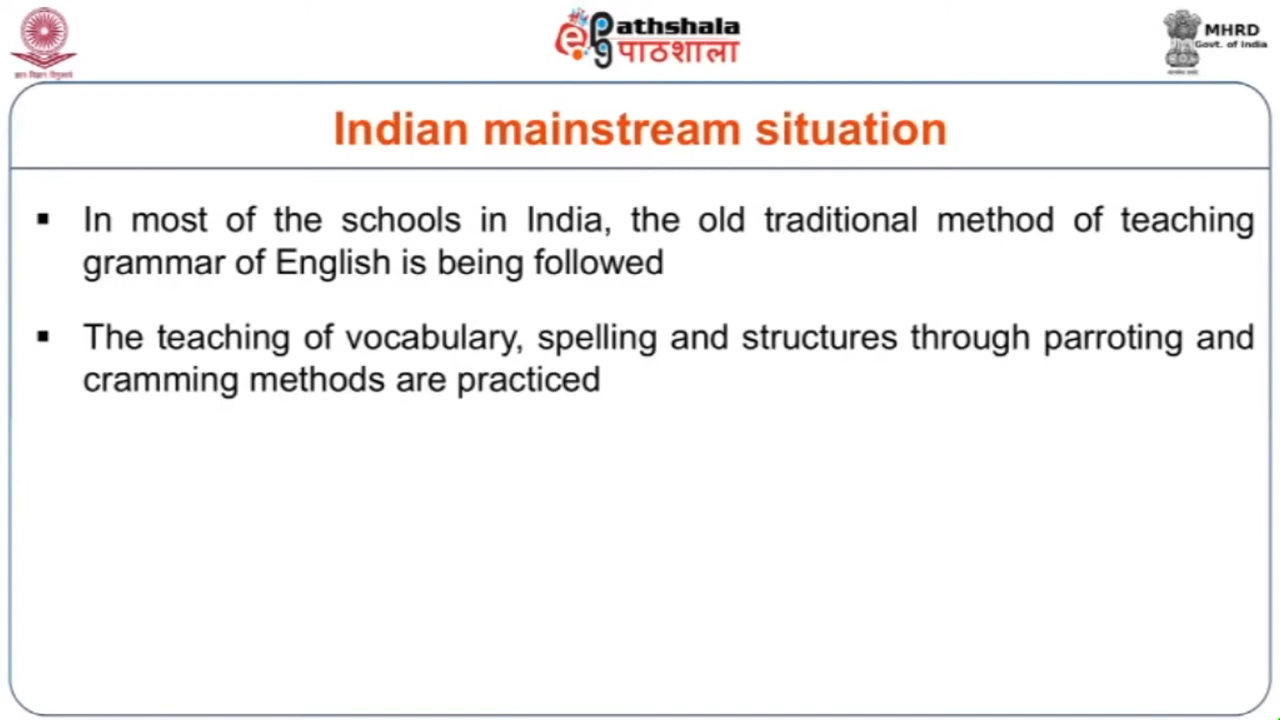 Pathshala
पाठशाला
MHRD
Govt. of India
Indian mainstream situation
▪ In most of the schools in India, the old traditional method of teaching
grammar of English is being followed
▪ The teaching of vocabulary, spelling and structures through parroting and
cramming methods are practiced